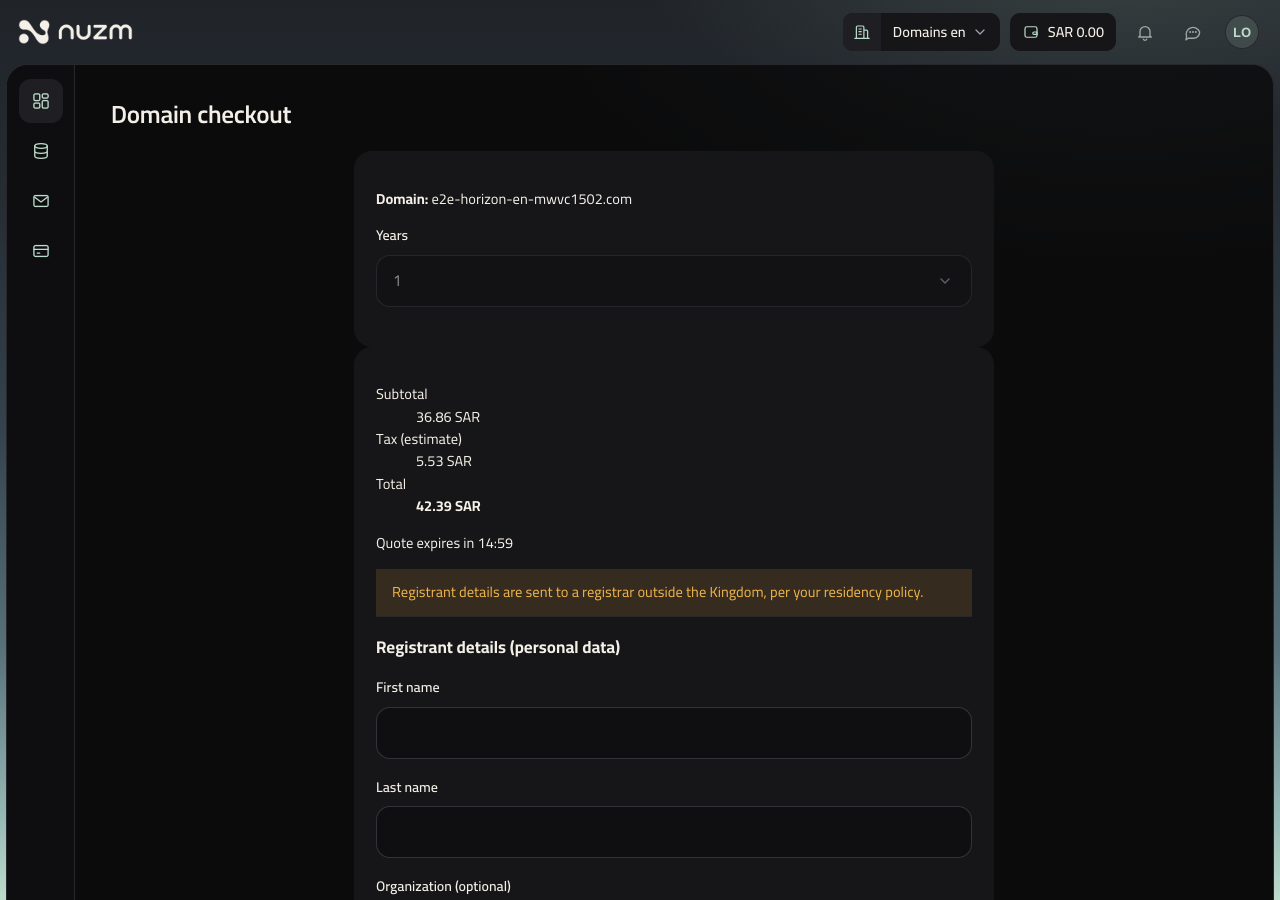 nuzm
Domains en
SAR 0.00
LO
Domain checkout
Domain: e2e-horizon-en-mwvc1502.com
Years
1
Subtotal
36.86 SAR
Tax (estimate)
5.53 SAR
Total
42.39 SAR
Quote expires in 14:59
Registrant details are sent to a registrar outside the Kingdom, per your residency policy.
Registrant details (personal data)
First name
Last name
Organization (optional)